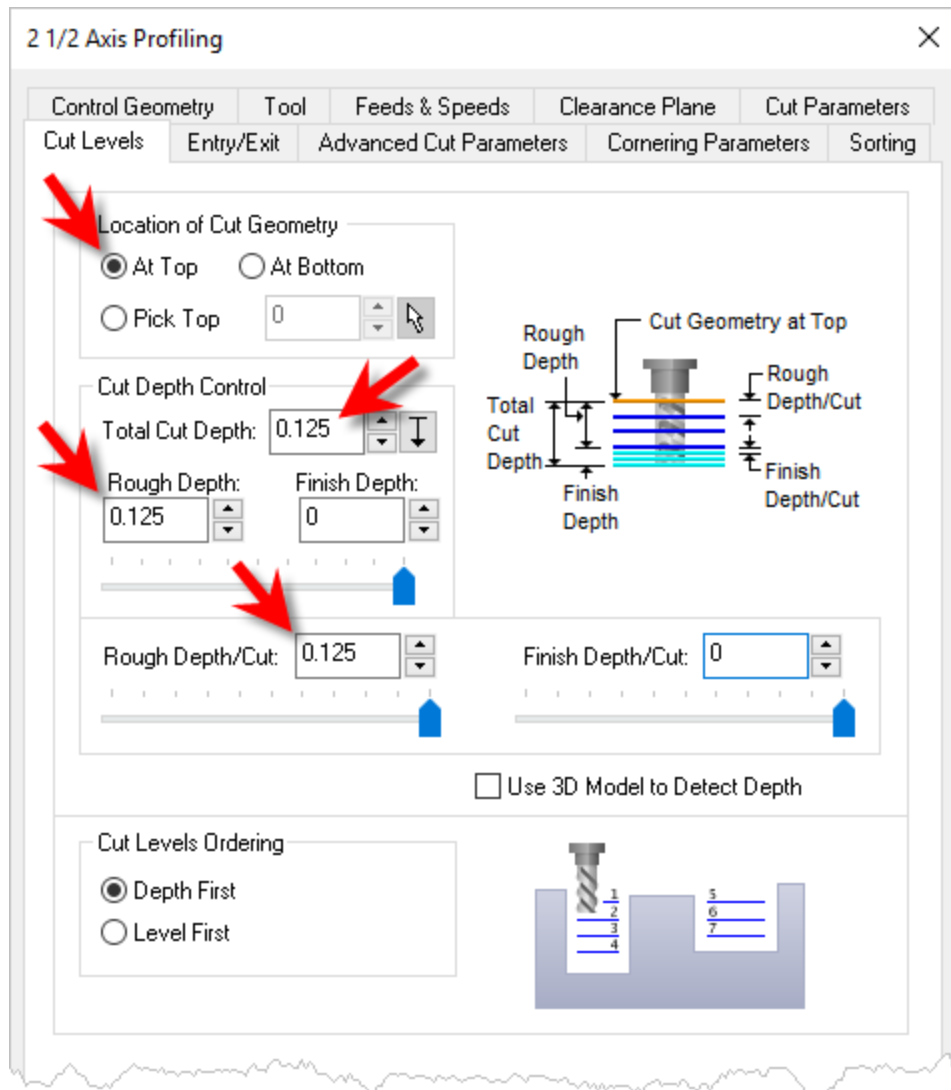 2 1/2 Axis Profiling
Control Geometry Tool Feeds & Speeds Clearance Plane Cut Parameters
Cut Levels Entry/Exit Advanced Cut Parameters Cornering Parameters Sorting
Location of Cut Geometry
At Top At Bottom
Pick Top 0
Cut Depth Control
Total Cut Depth: 0.125
Rough Depth: Finish Depth:
0.125 0
Cut Geometry at Top
Rough
Depth
Rough
Depth/Cut
Total
Cut
Depth
Finish
Depth/Cut
Finish
Depth
Rough Depth/Cut: 0.125 Finish Depth/Cut: 0
Use 3D Model to Detect Depth
Cut Levels Ordering
Depth First
Level First
1 5
2 6
3 7
4